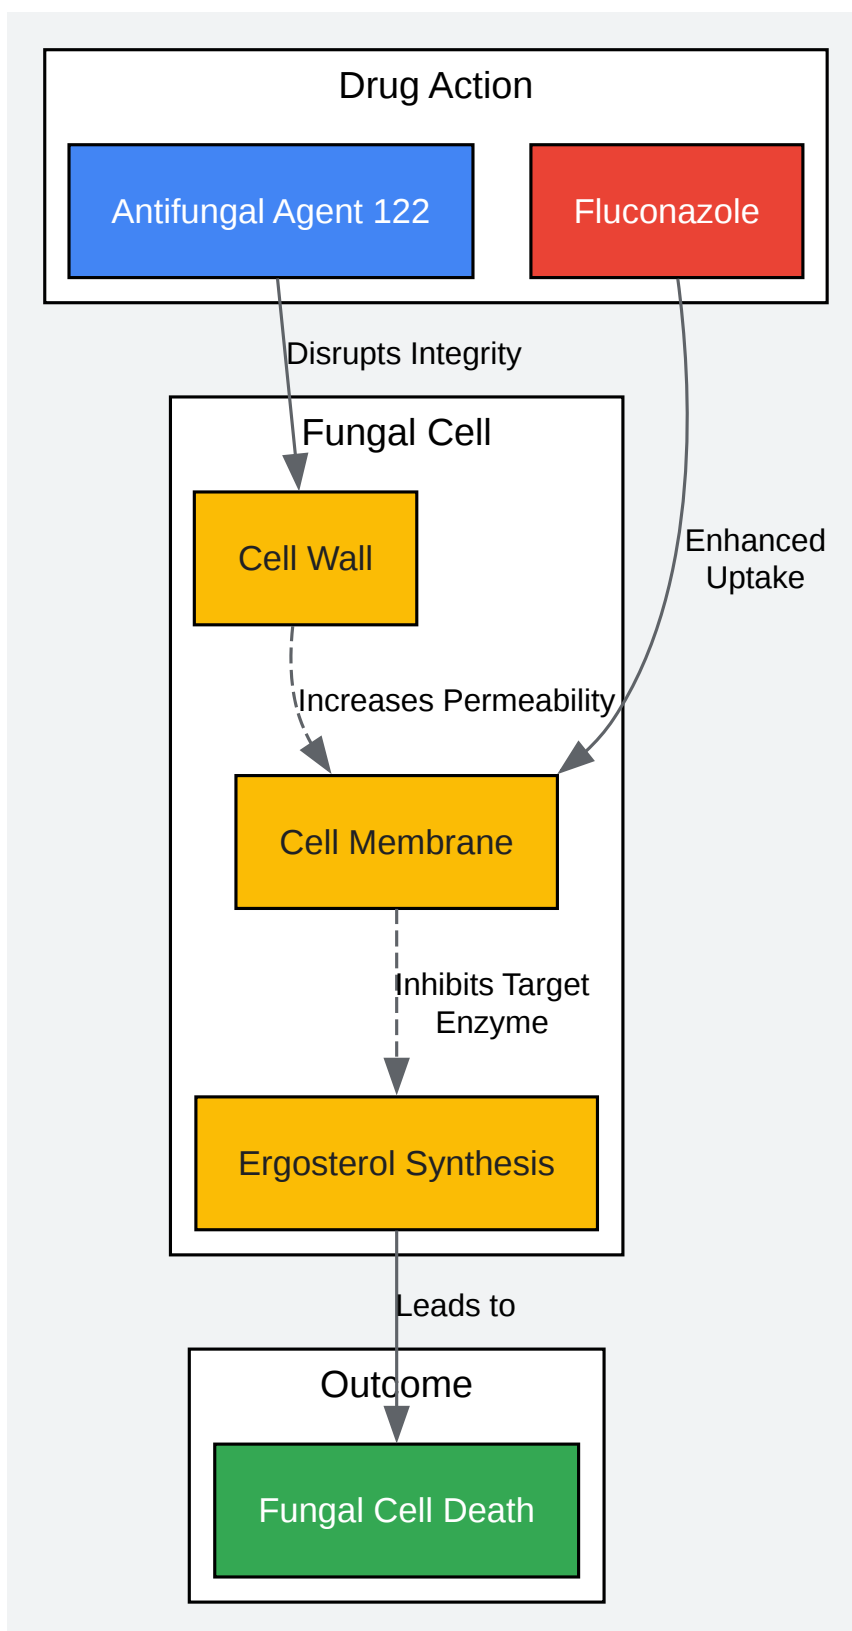 Drug Action
Antifungal Agent 122
Fluconazole
Disrupts Integrity
Fungal Cell
Cell Wall
Enhanced
Uptake
Increases Permeability
Cell Membrane
Inhibits Target
Enzyme
Ergosterol Synthesis
Leads to
Outcome
Fungal Cell Death